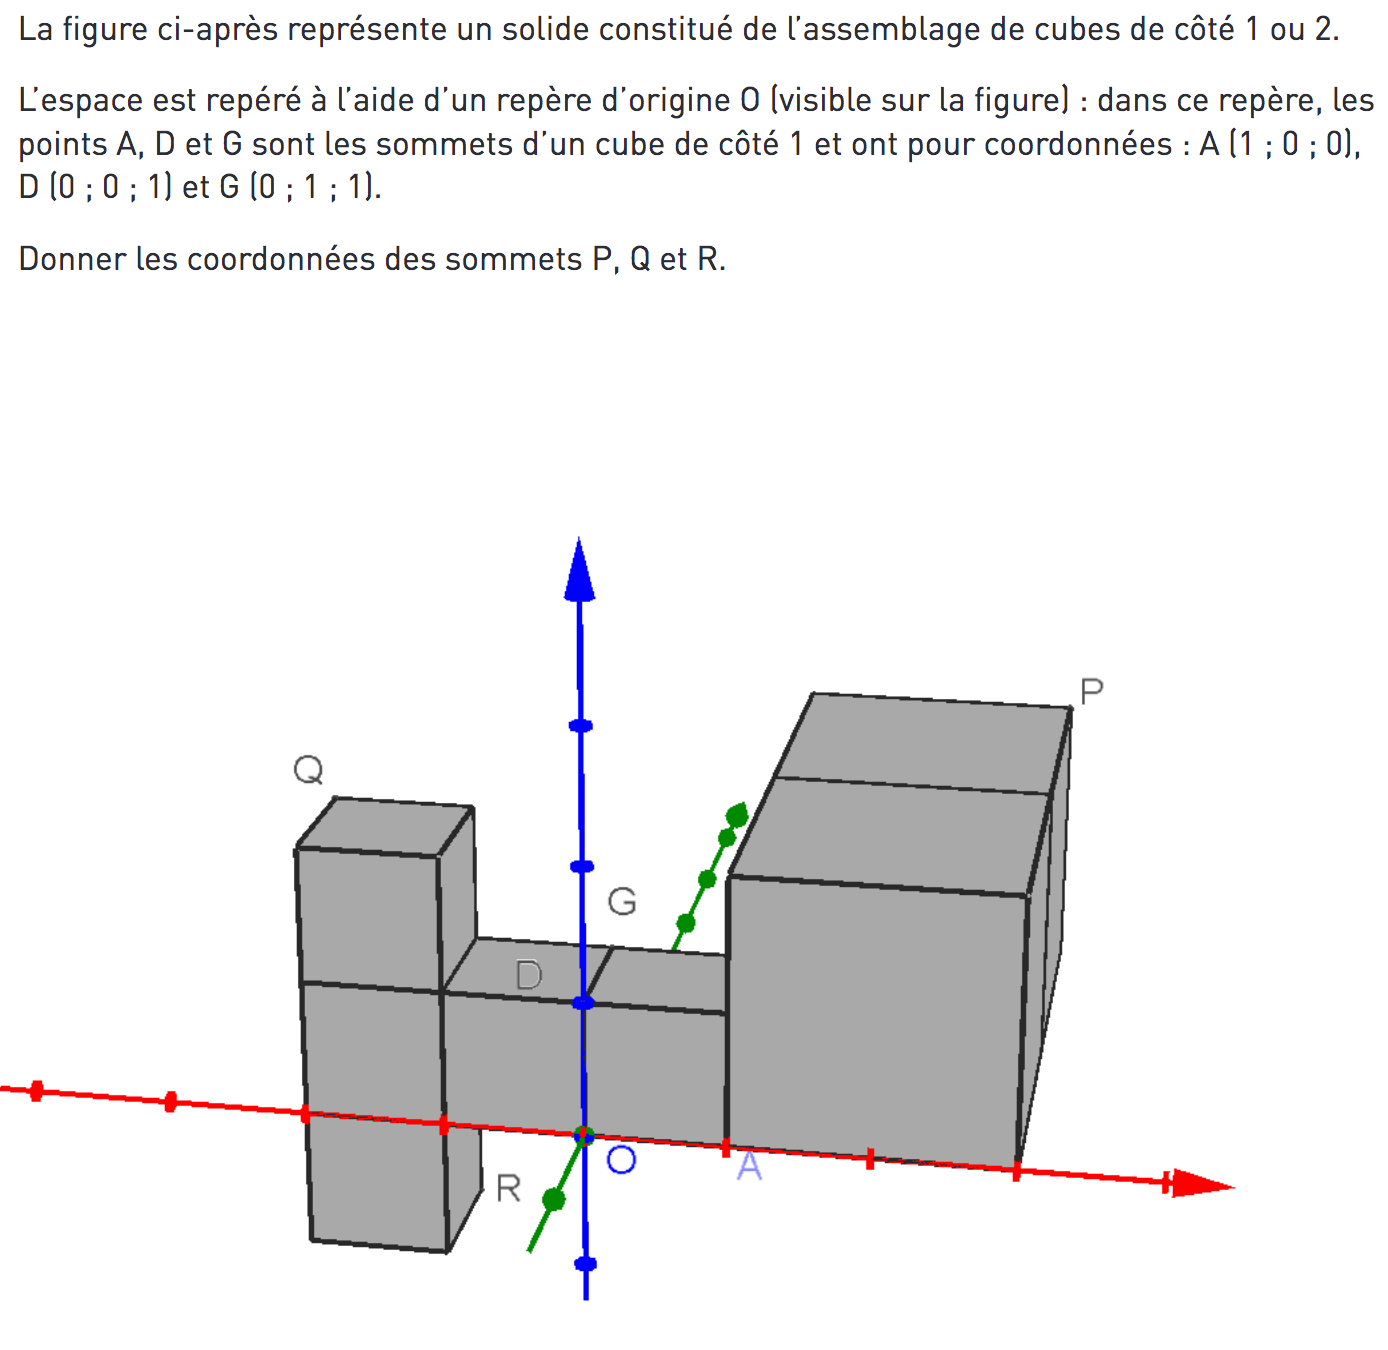 La figure ci-après représente un solide constitué de l’assemblage de cubes de côté 1 ou 2.
L’espace est repéré à l’aide d’un repère d’origine O (visible sur la figure) : dans ce repère, les
points A, D et G sont les sommets d’un cube de côté 1 et ont pour coordonnées : A (1 ; 0 ; 0),
D (0 ; 0 ; 1) et G (0 ; 1 ; 1).
Donner les coordonnées des sommets P, Q et R.
P
Q
G
D
O
A
R